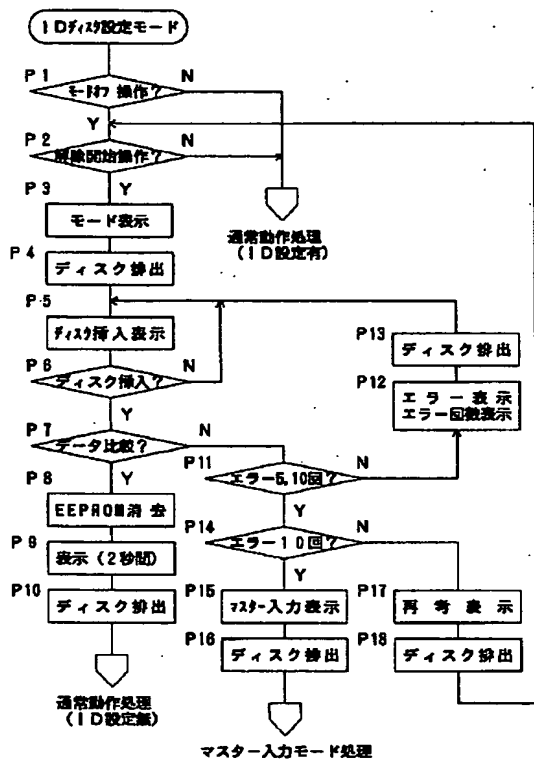 IDディスク設定モード
P1
モードオフ操作?
N
Y
P2
解除開始操作?
N
Y
P3
モード表示
通常動作処理
(ID設定有)
P4
ディスク排出
P5
ディスク挿入表示
P6
ディスク挿入?
N
Y
P7
データ比較?
N
Y
P8
EEPROM消去
P9
表示(2秒間)
P10
ディスク排出
通常動作処理
(ID設定無)
P13
ディスク排出
P12
エラー表示
エラー回数表示
P11
エラー5,10回?
N
Y
P14
エラー10回?
N
Y
P15
マスター入力表示
P16
ディスク排出
マスター入力モード処理
P17
再考表示
P18
ディスク排出